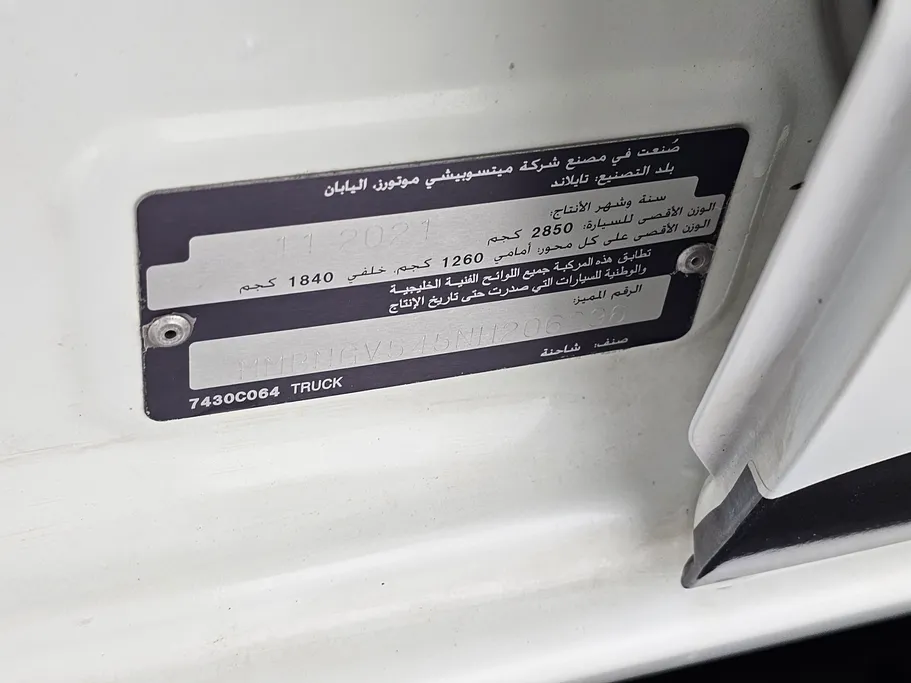 صُنعت في مصنع شركة ميتسوبيشي موتورز، اليابان
بلد التصنيع: تايلاند
سنة وشهر الأنتاج:
11 2021
الوزن الأقصى للسيارة: 2850 كجم
الوزن الأقصى على كل محور: أمامي 1260 كجم، خلفي 1840 كجم
تطابق هذه المركبة جميع اللوائح الفنية الخليجية
والوطنية للسيارات التي صدرت حتى تاريخ الإنتاج
الرقم المميز:
صنف: شاحنة
7430C064 TRUCK